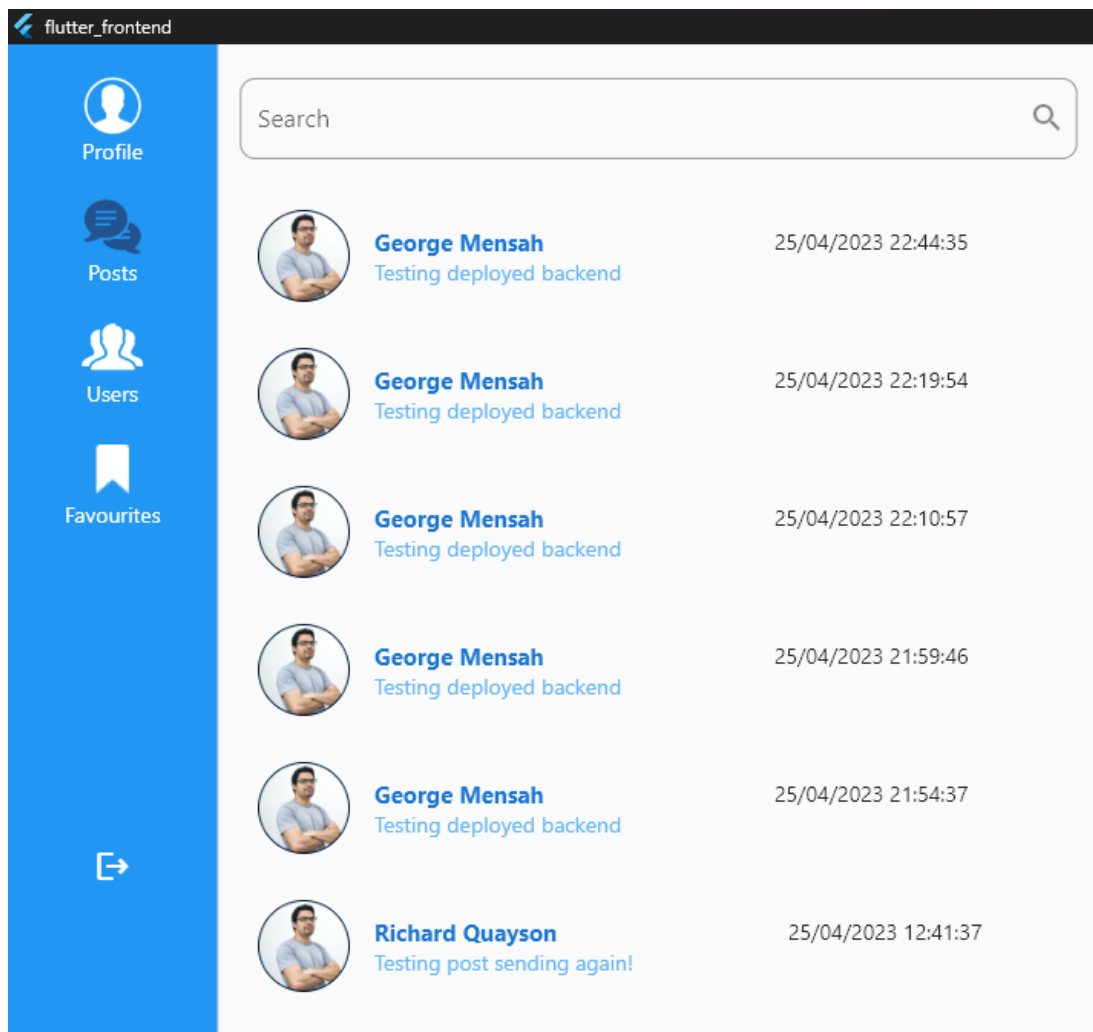 flutter_frontend
Profile
Posts
Users
Favourites
Search
George Mensah
Testing deployed backend
25/04/2023 22:44:35
George Mensah
Testing deployed backend
25/04/2023 22:19:54
George Mensah
Testing deployed backend
25/04/2023 22:10:57
George Mensah
Testing deployed backend
25/04/2023 21:59:46
George Mensah
Testing deployed backend
25/04/2023 21:54:37
Richard Quayson
Testing post sending again!
25/04/2023 12:41:37